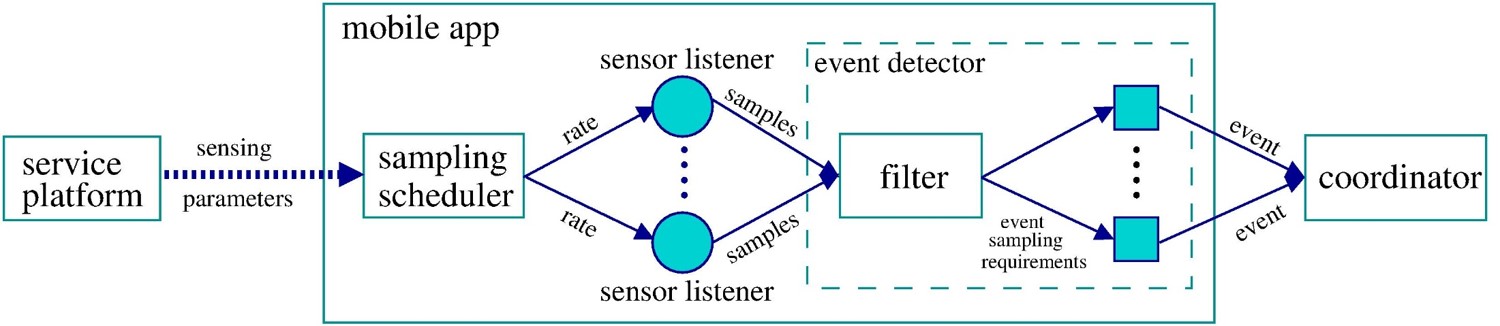 mobile app
service
platform
sensing
parameters
sampling
scheduler
rate
rate
sensor listener
sensor listener
samples
samples
event detector
filter
event
sampling
requirements
event
event
coordinator